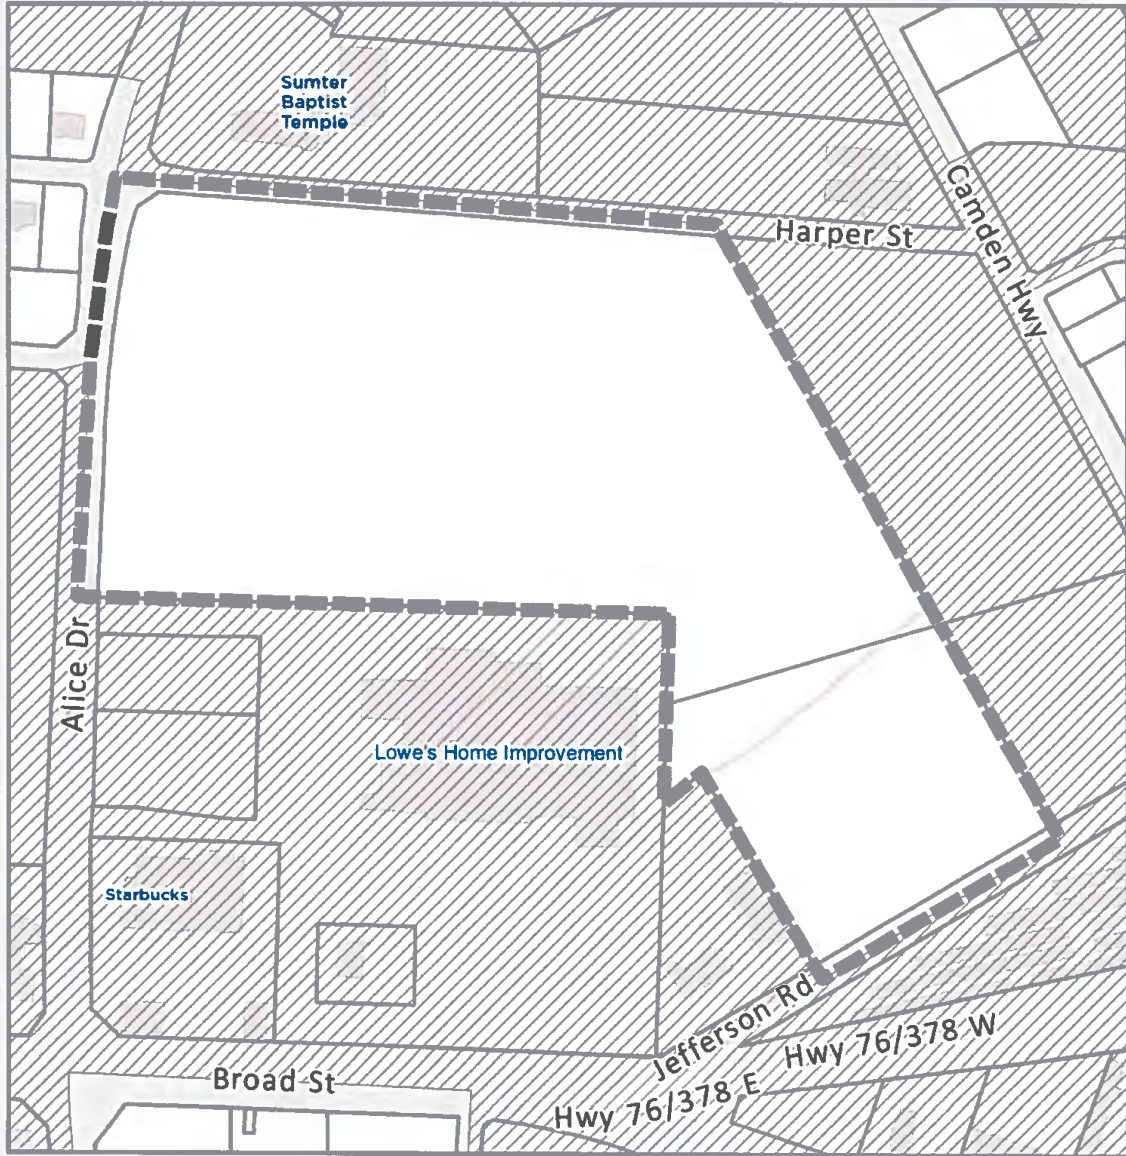 Sumter
Baptist
Temple
Harper St
Camden Hwy
Alice Dr
Lowe's Home Improvement
Starbucks
Jefferson Rd
Hwy 76/378 W
Broad St
Hwy 76/378 E